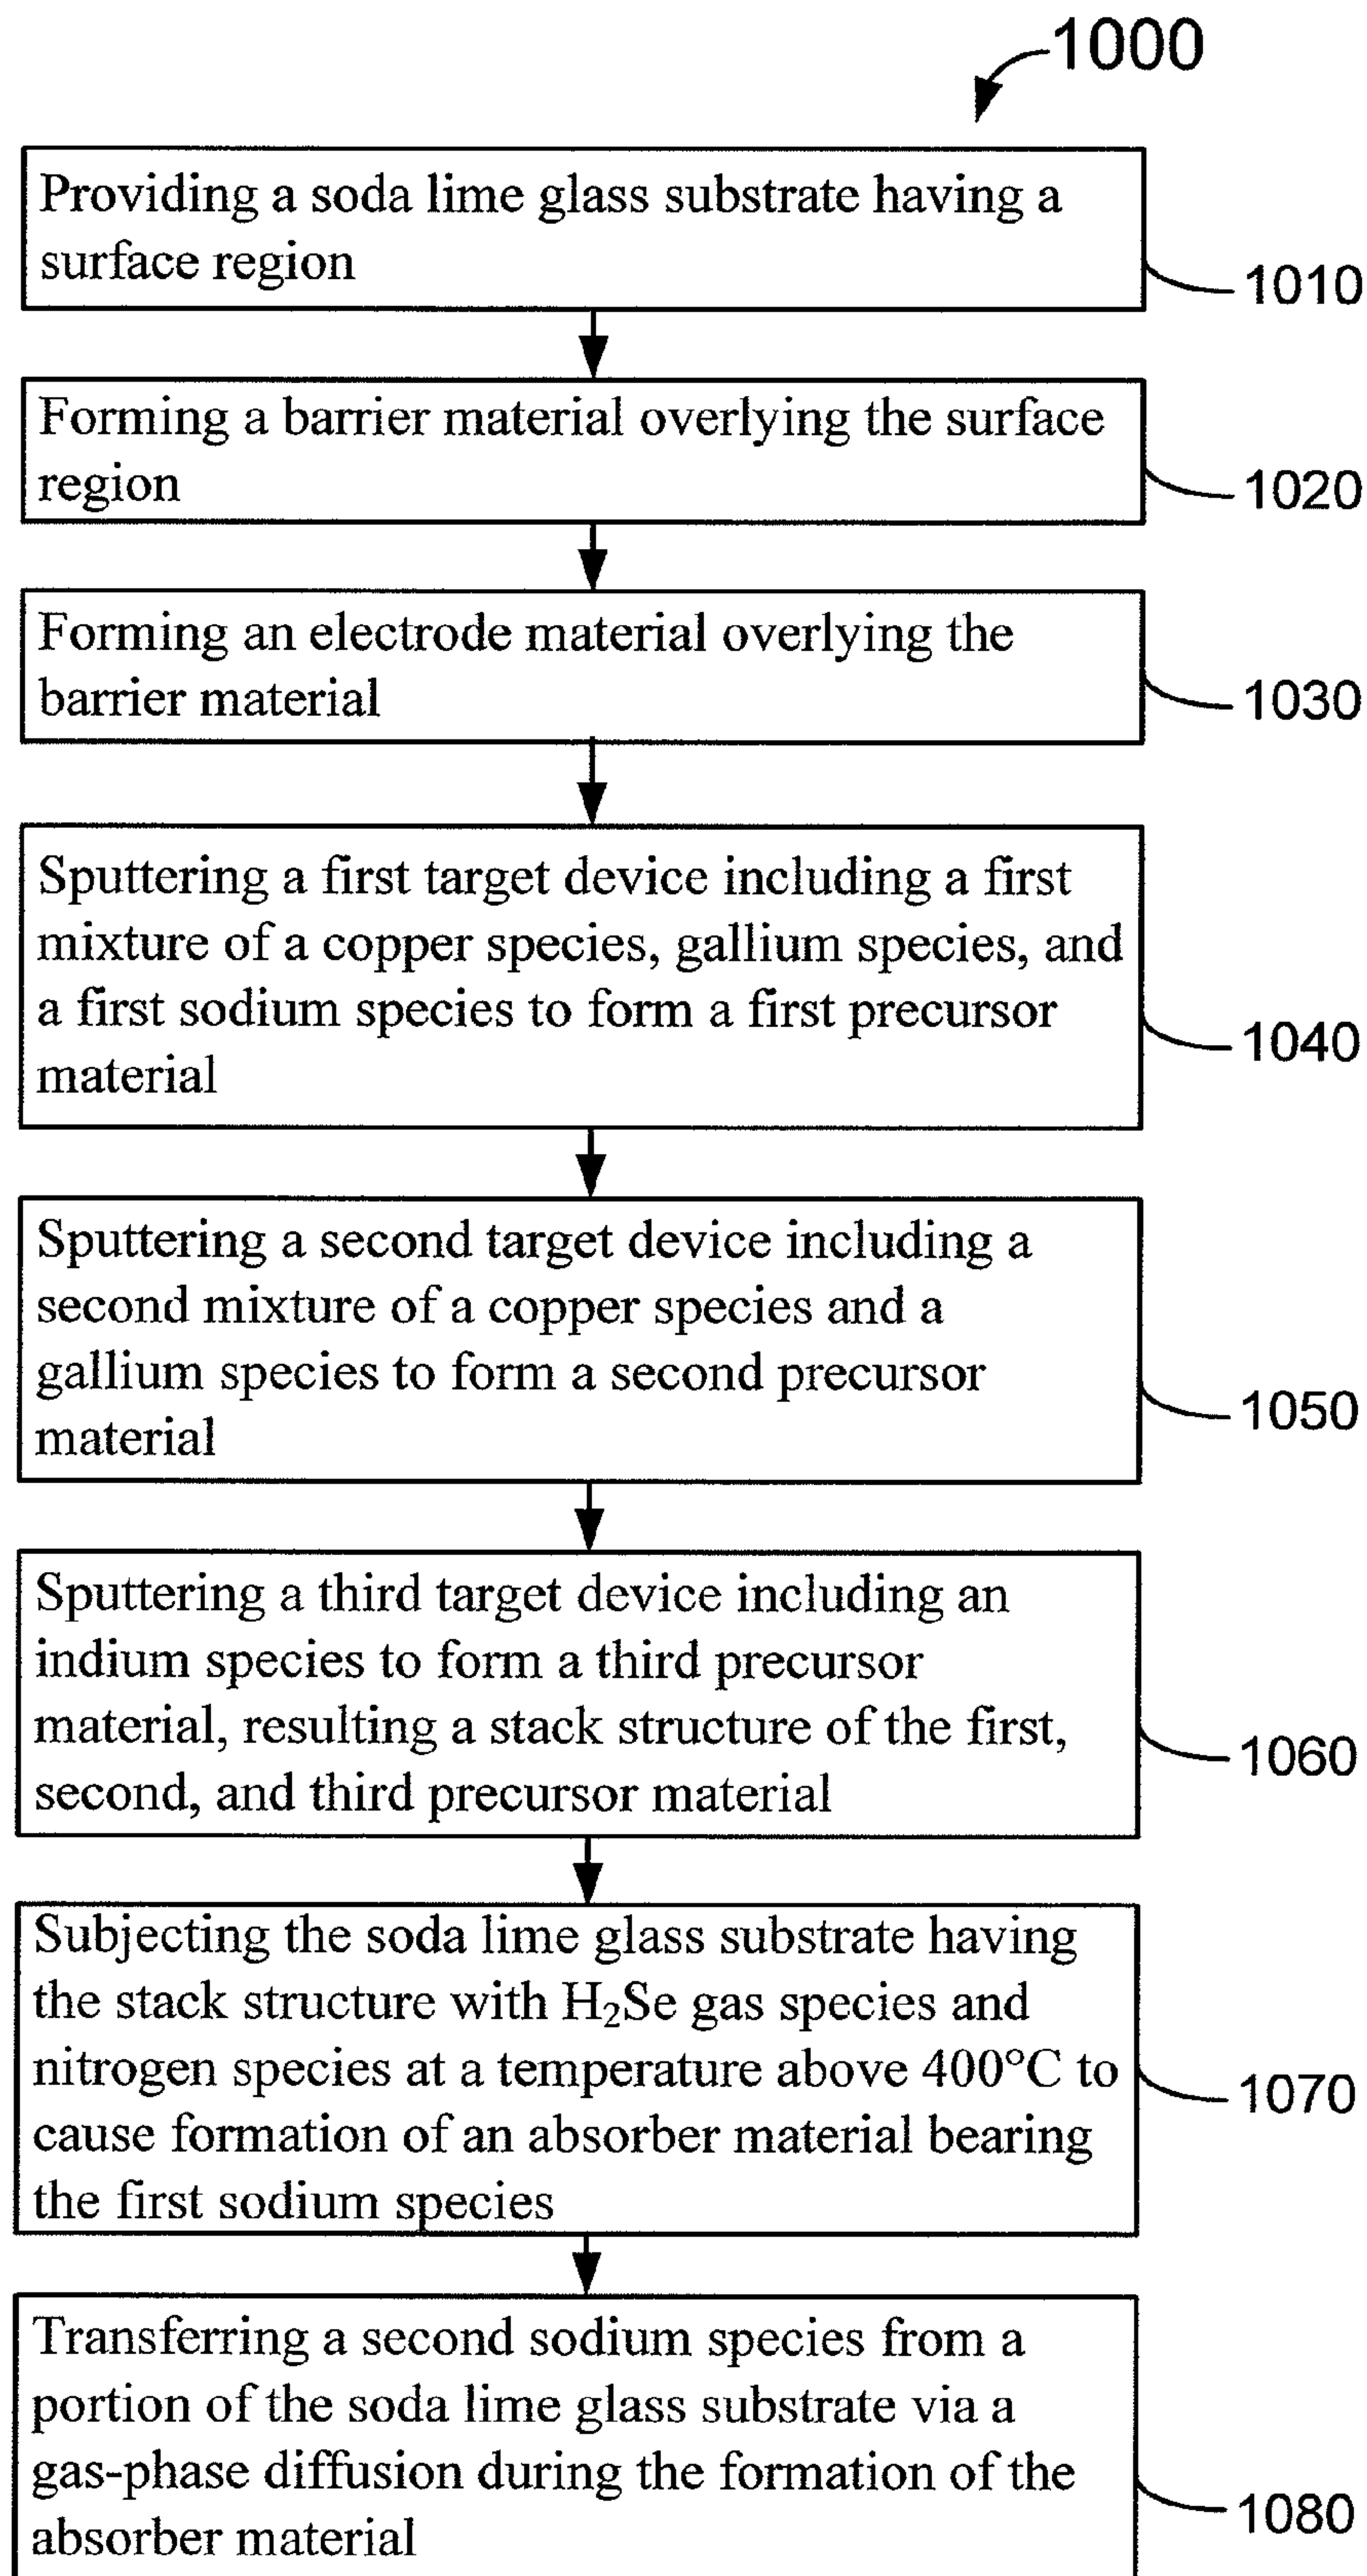 1000
Providing a soda lime glass substrate having a
surface region
1010
Forming a barrier material overlying the surface
region
1020
Forming an electrode material overlying the
barrier material
1030
Sputtering a first target device including a first
mixture of a copper species, gallium species, and
a first sodium species to form a first precursor
material
1040
Sputtering a second target device including a
second mixture of a copper species and a
gallium species to form a second precursor
material
1050
Sputtering a third target device including an
indium species to form a third precursor
material, resulting a stack structure of the first,
second, and third precursor material
1060
Subjecting the soda lime glass substrate having
the stack structure with H₂Se gas species and
nitrogen species at a temperature above 400°C to
cause formation of an absorber material bearing
the first sodium species
1070
Transferring a second sodium species from a
portion of the soda lime glass substrate via a
gas-phase diffusion during the formation of the
absorber material
1080